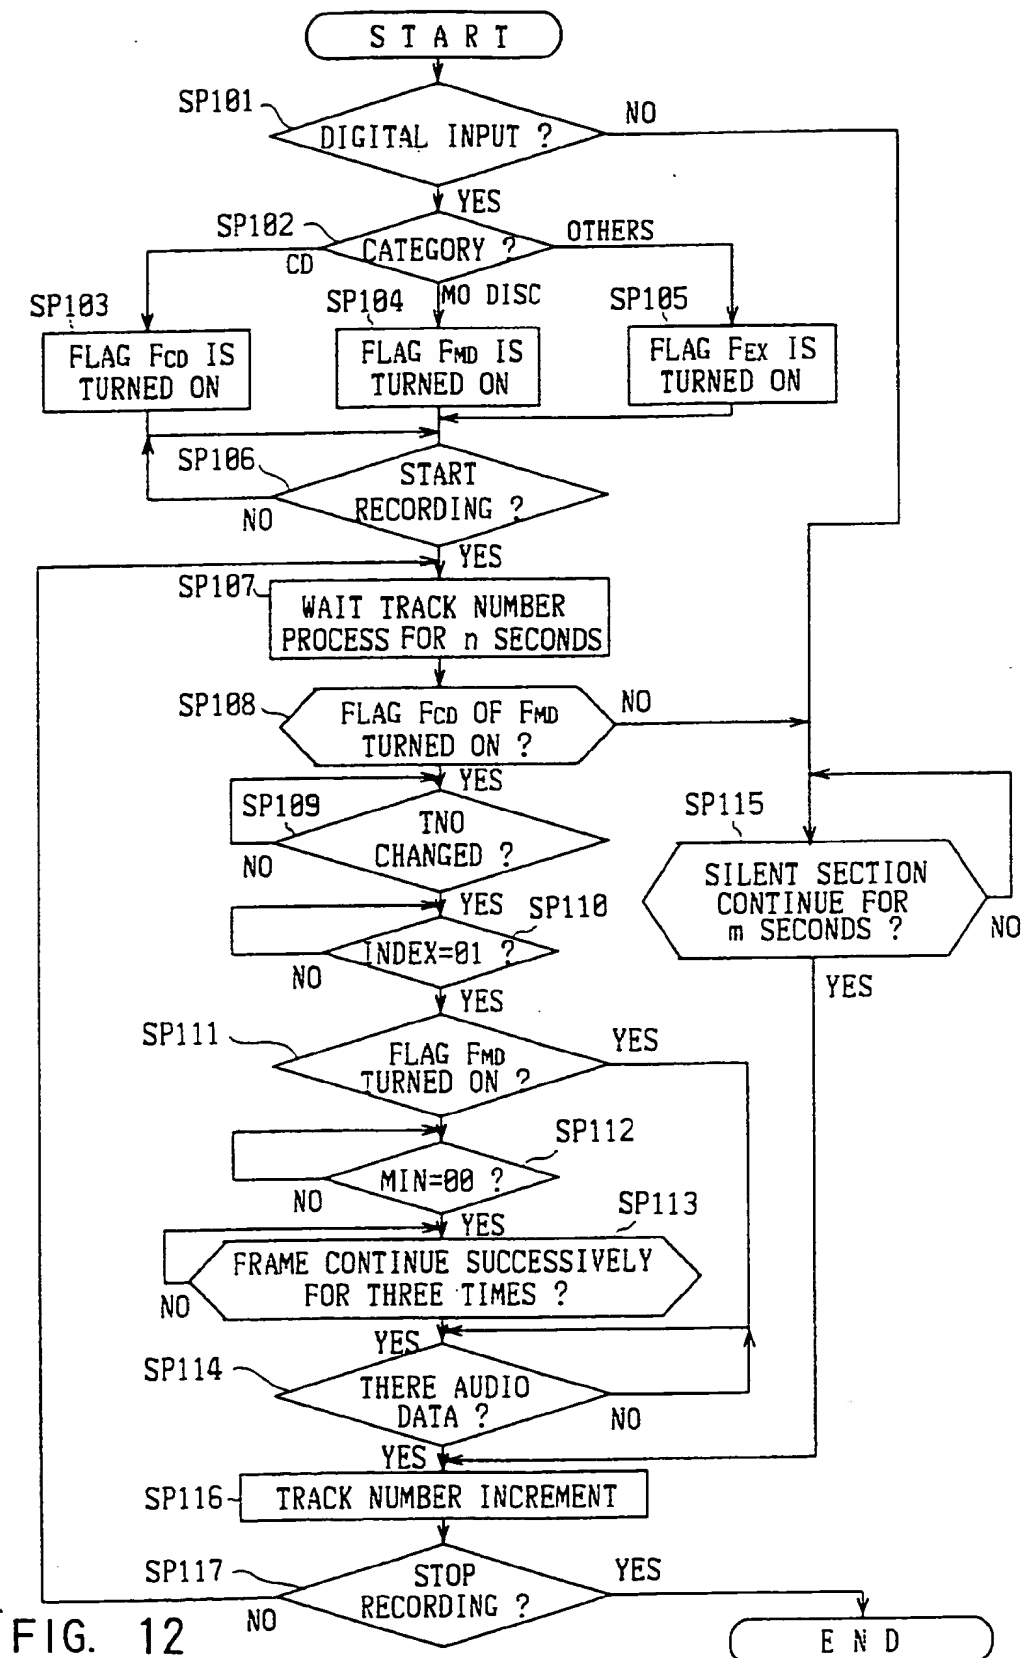 START
SP101
DIGITAL INPUT ?
NO
YES
SP102
CATEGORY ?
OTHERS
CD
MO DISC
SP103
SP104
SP105
FLAG FCD IS
TURNED ON
FLAG FMD IS
TURNED ON
FLAG FEX IS
TURNED ON
SP106
START
RECORDING ?
NO
YES
SP107
WAIT TRACK NUMBER
PROCESS FOR n SECONDS
SP108
FLAG FCD OF FMD
TURNED ON ?
NO
YES
SP109
TNO
CHANGED ?
NO
YES
SP115
SILENT SECTION
CONTINUE FOR
m SECONDS ?
NO
YES
SP110
INDEX=01 ?
NO
YES
SP111
FLAG FMD
TURNED ON ?
YES
SP112
MIN=00 ?
NO
YES
SP113
FRAME CONTINUE SUCCESSIVELY
FOR THREE TIMES ?
NO
YES
SP114
THERE AUDIO
DATA ?
NO
YES
SP116
TRACK NUMBER INCREMENT
SP117
STOP
RECORDING ?
YES
NO
END
FIG. 12